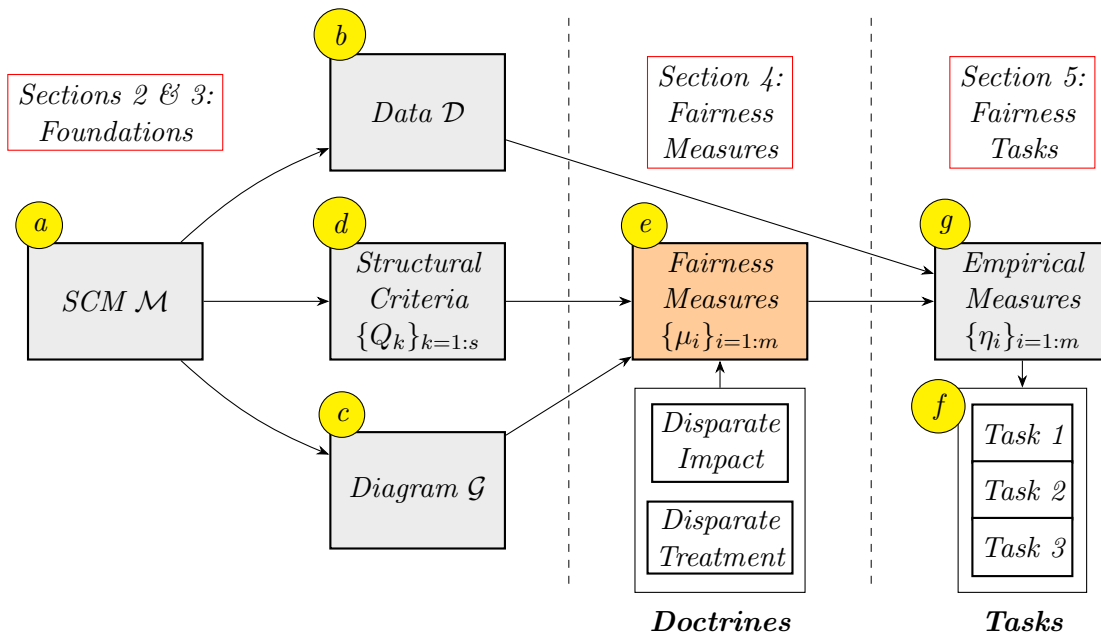 Sections 2 & 3:
Foundations
b
Data 𝒟
Section 4:
Fairness
Measures
Section 5:
Fairness
Tasks
a
SCM ℳ
d
Structural
Criteria
{Q_k}_{k=1:s}
e
Fairness
Measures
{μ_i}_{i=1:m}
g
Empirical
Measures
{η_i}_{i=1:m}
c
Diagram 𝒢
Disparate
Impact
Disparate
Treatment
Doctrines
f
Task 1
Task 2
Task 3
Tasks